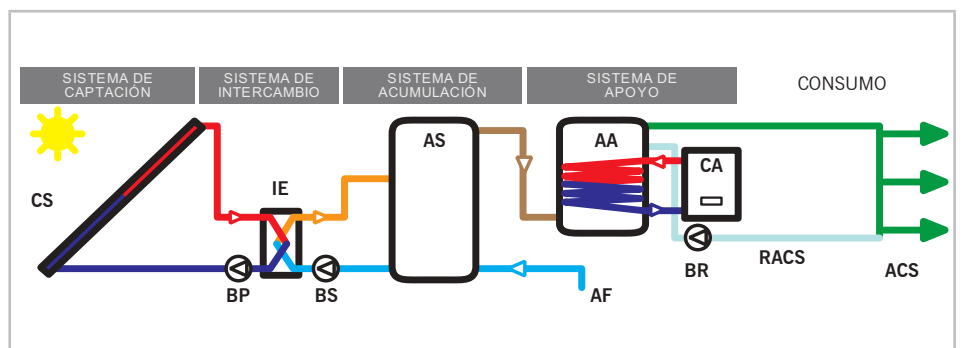 SISTEMA DE
CAPTACIÓN
SISTEMA DE
INTERCAMBIO
SISTEMA DE
ACUMULACIÓN
SISTEMA DE
APOYO
CONSUMO
CS
IE
AS
AA
CA
BP
BS
AF
BR
RACS
ACS